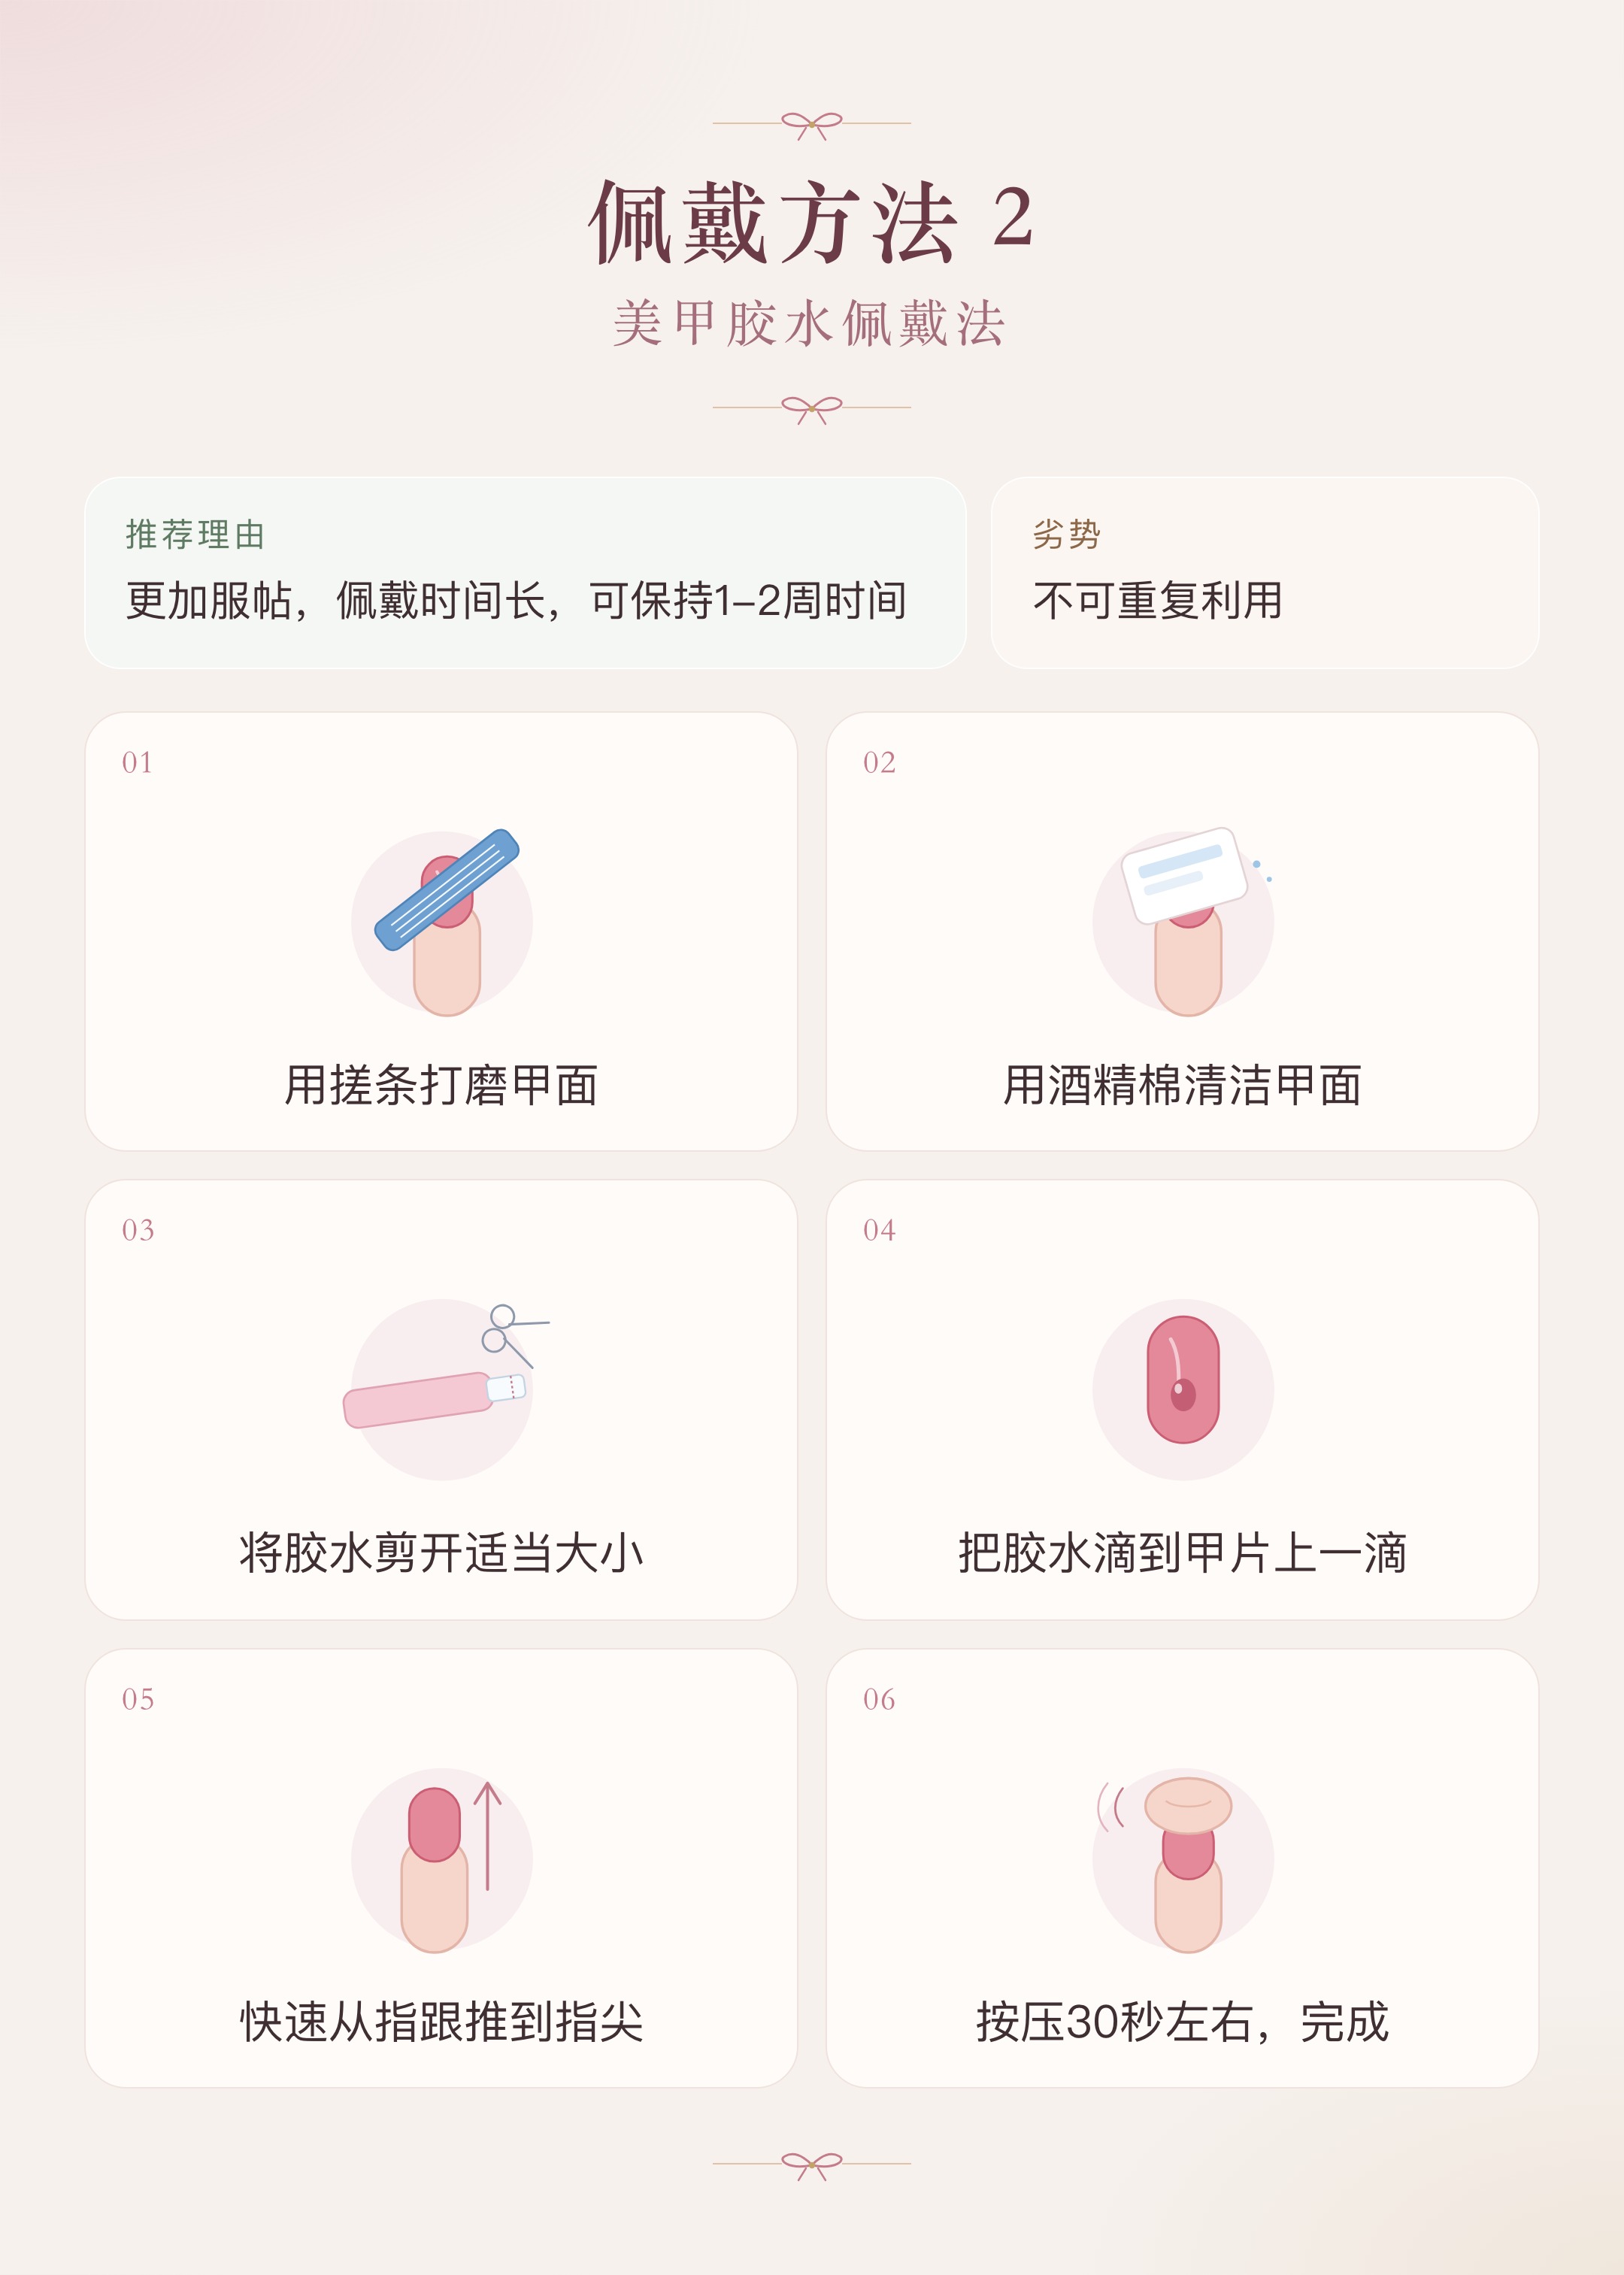 佩戴方法 2
美甲胶水佩戴法
推荐理由
更加服帖，佩戴时间长，可保持1–2周时间
劣势
不可重复利用
01
用搓条打磨甲面
02
用酒精棉清洁甲面
03
将胶水剪开适当大小
04
把胶水滴到甲片上一滴
05
快速从指跟推到指尖
06
按压30秒左右，完成